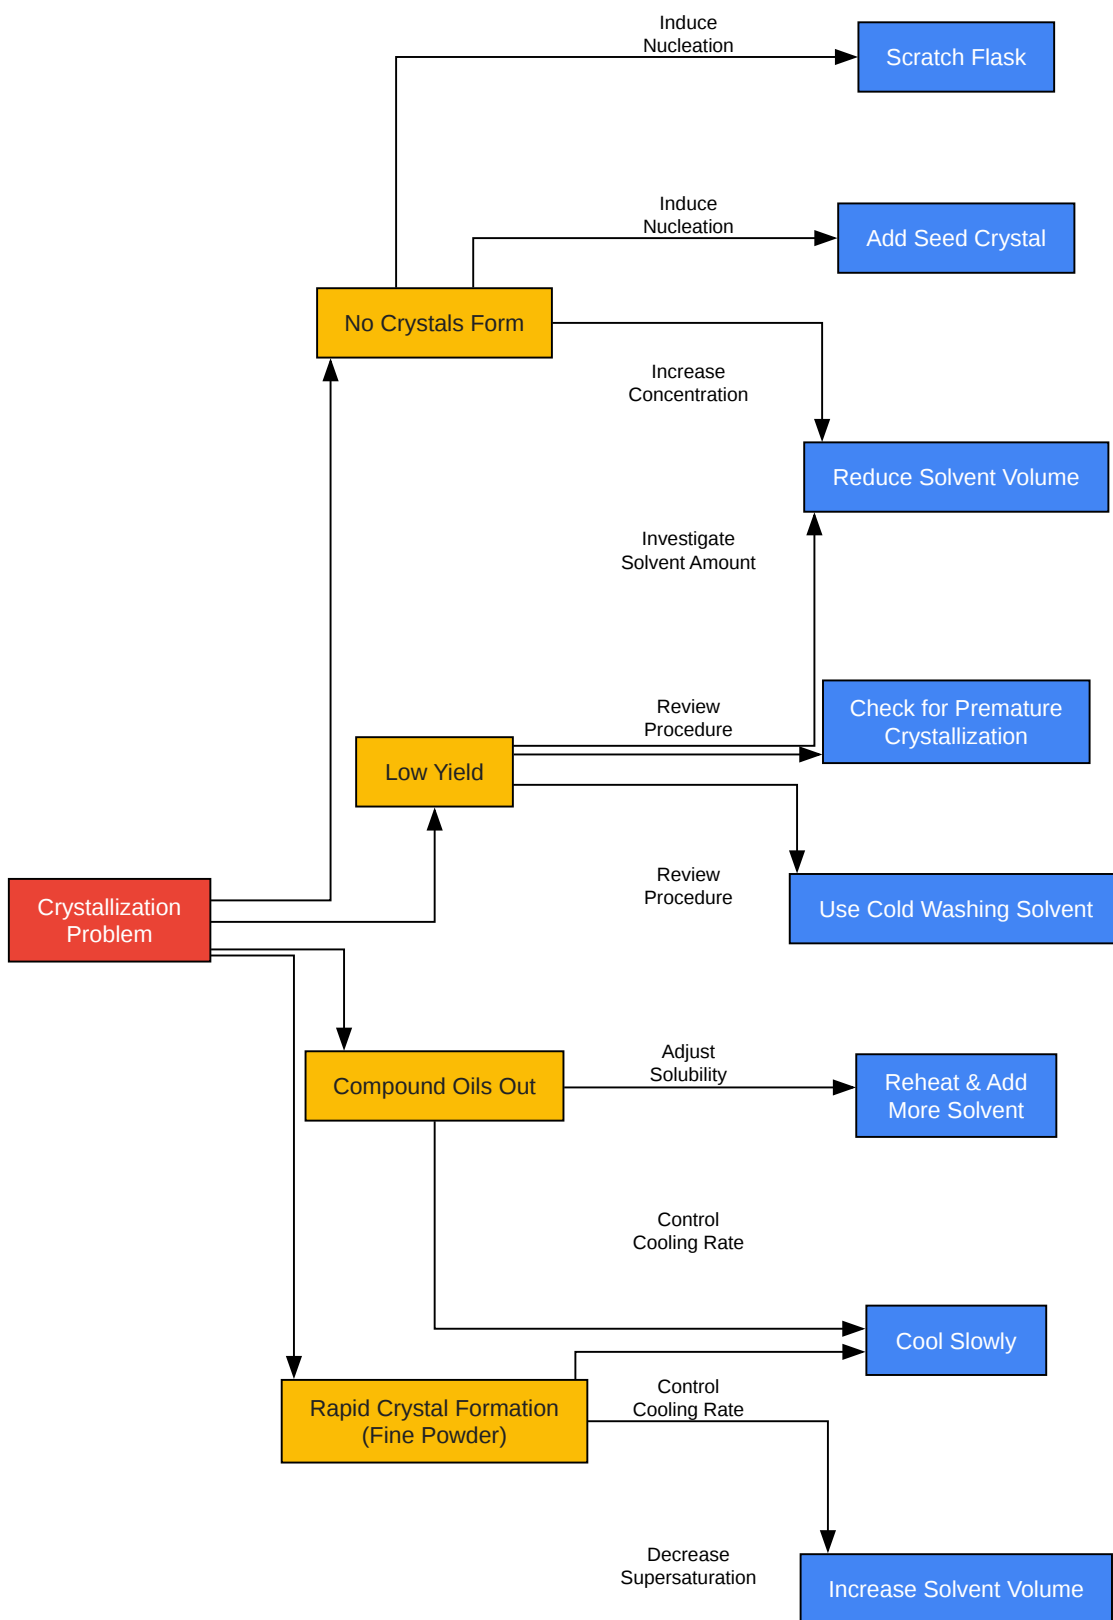 Induce
Nucleation
Scratch Flask
Induce
Nucleation
Add Seed Crystal
No Crystals Form
Increase
Concentration
Reduce Solvent Volume
Investigate
Solvent Amount
Review
Procedure
Check for Premature
Crystallization
Low Yield
Review
Procedure
Use Cold Washing Solvent
Crystallization
Problem
Compound Oils Out
Adjust
Solubility
Reheat & Add
More Solvent
Control
Cooling Rate
Cool Slowly
Rapid Crystal Formation
(Fine Powder)
Control
Cooling Rate
Decrease
Supersaturation
Increase Solvent Volume